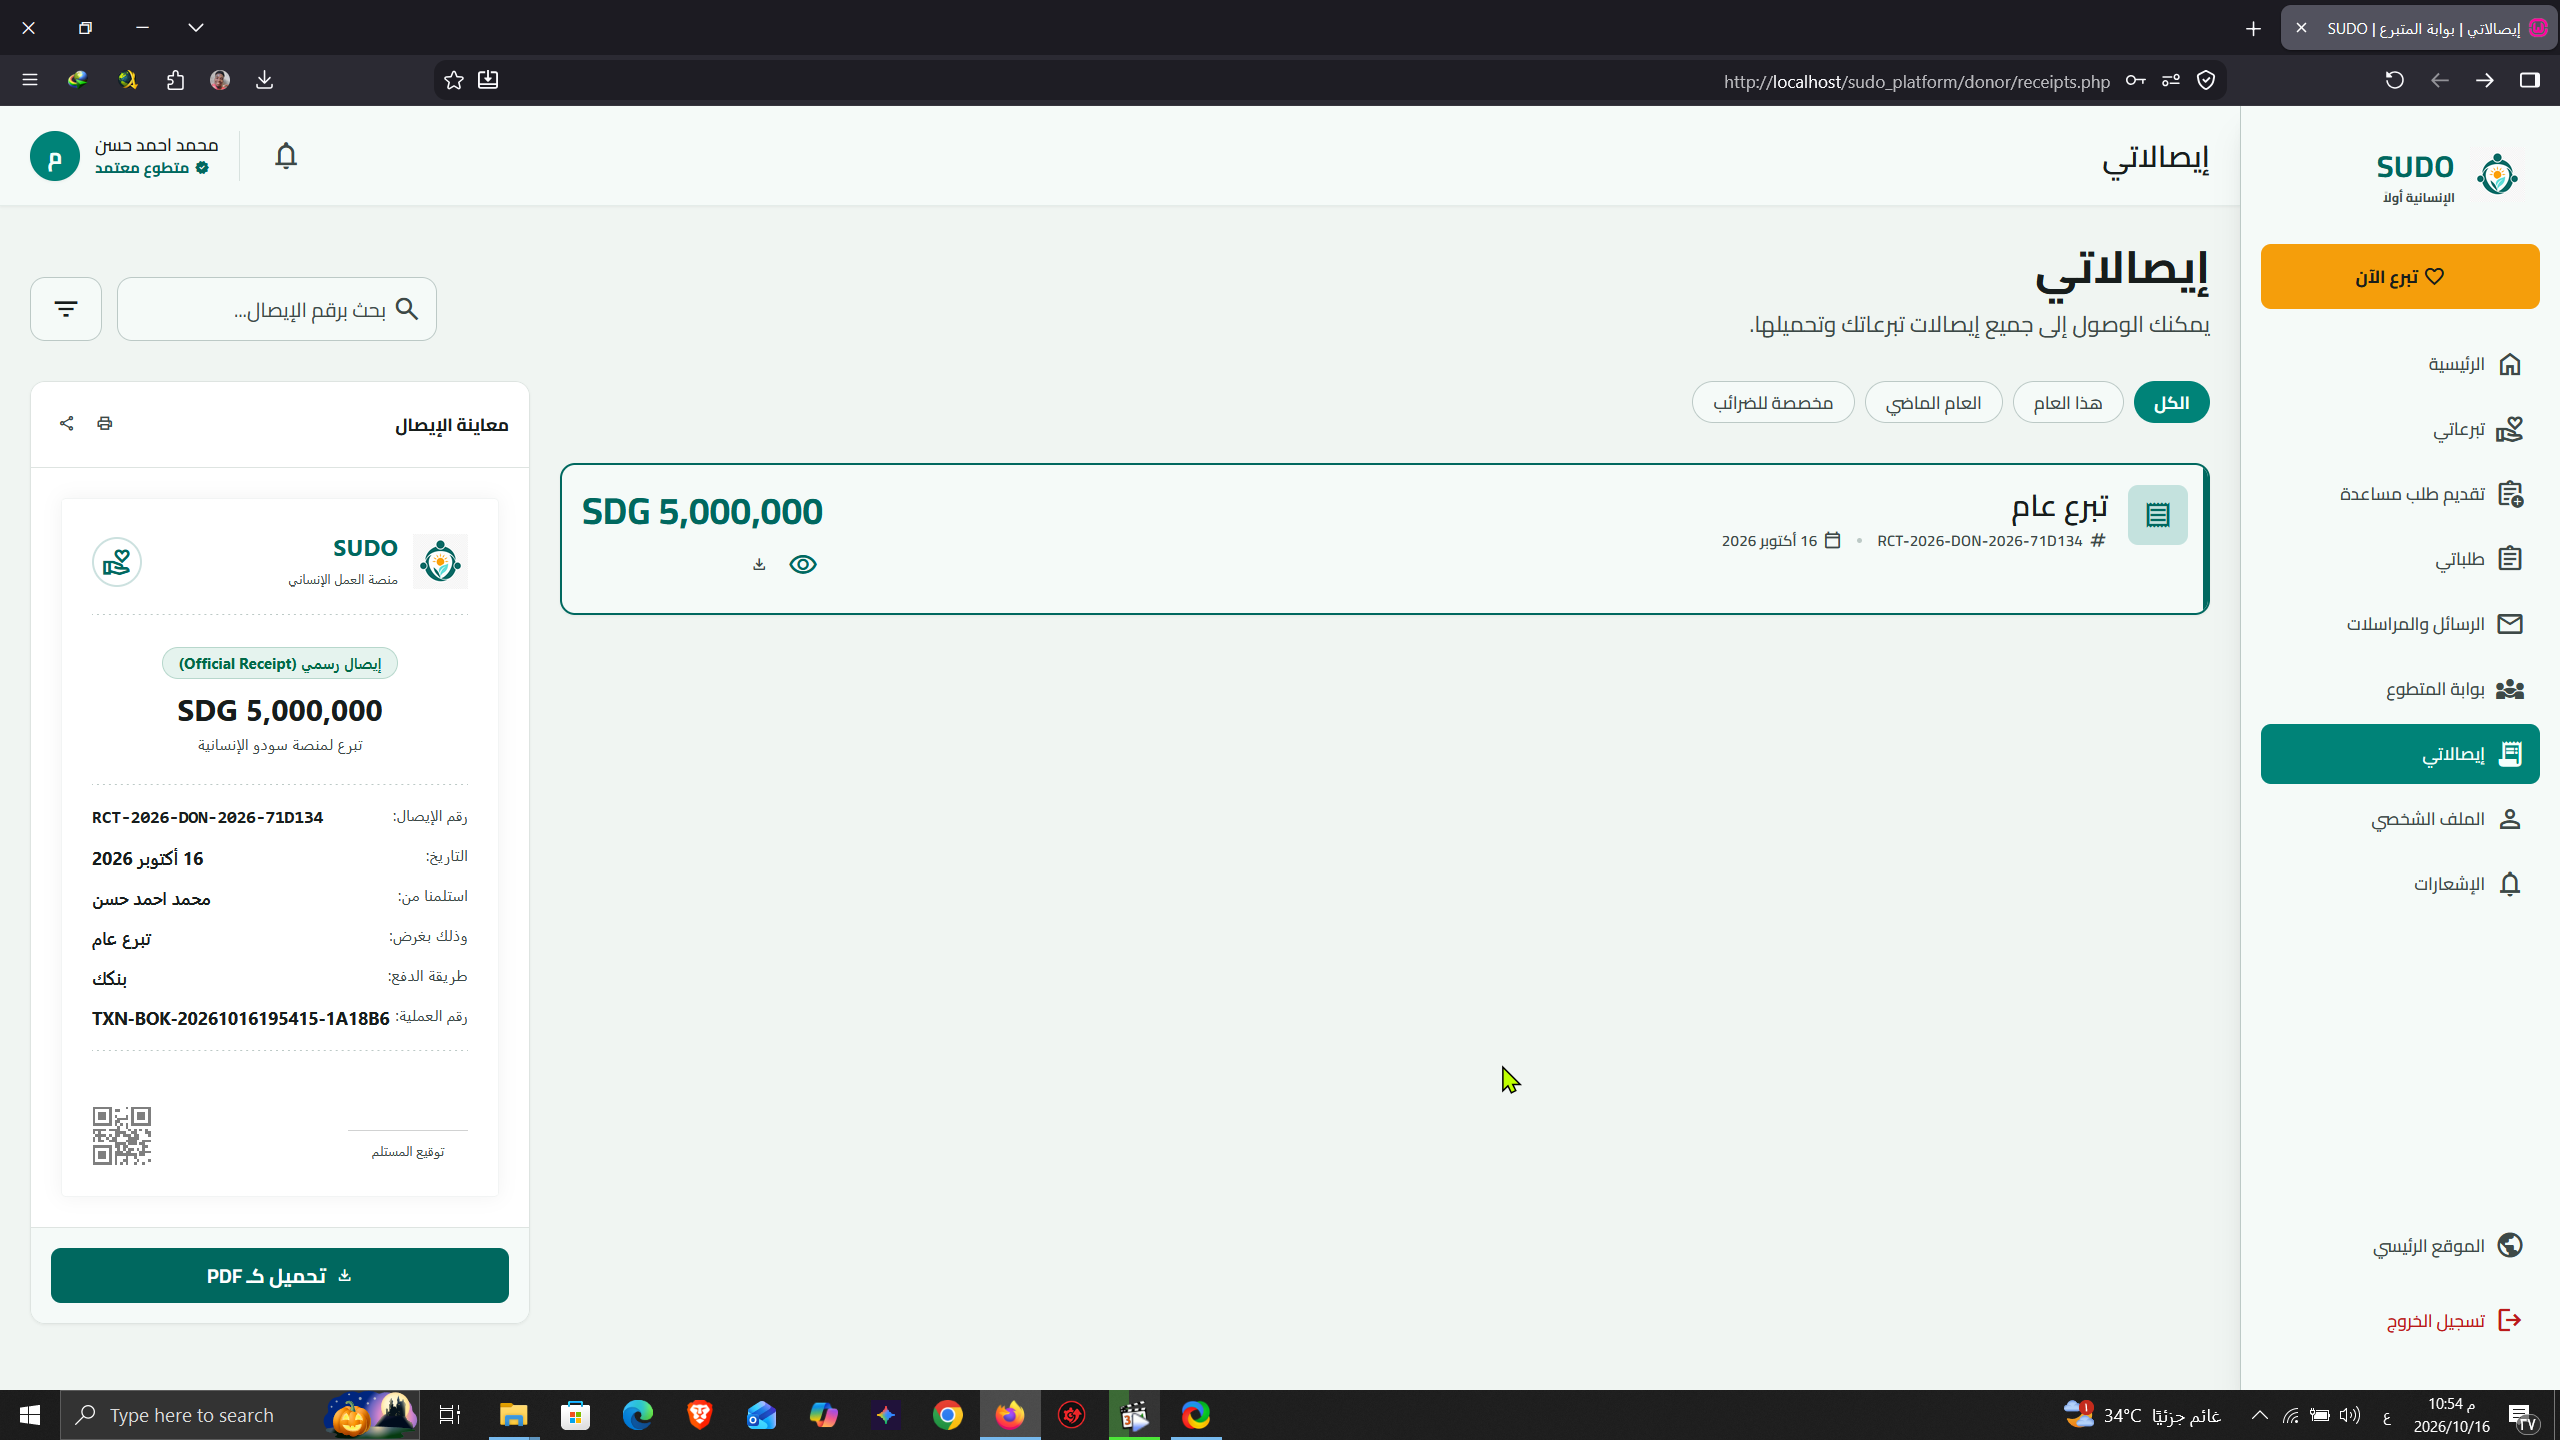 إيصالاتي | بوابة المتبرع | SUDO
http://localhost/sudo_platform/donor/receipts.php
SUDO
الإنسانية أولا
تبرع الآن
الرئيسية
تبرعاتي
تقديم طلب مساعدة
طلباتي
الرسائل والمراسلات
بوابة المتطوع
إيصالاتي
الملف الشخصي
الإشعارات
الموقع الرئيسي
تسجيل الخروج
إيصالاتي
محمد احمد حسن
متطوع معتمد
م
إيصالاتي
يمكنك الوصول إلى جميع إيصالات تبرعاتك وتحميلها.
بحث برقم الإيصال...
الكل
هذا العام
العام الماضي
مخصصة للضرائب
تبرع عام
# RCT-2026-DON-2026-71D134 • 16 أكتوبر 2026
SDG 5,000,000
معاينة الإيصال
SUDO
منصة العمل الإنساني
إيصال رسمي (Official Receipt)
SDG 5,000,000
تبرع لمنصة سودو الإنسانية
رقم الإيصال: RCT-2026-DON-2026-71D134
التاريخ: 16 أكتوبر 2026
استلمنا من: محمد احمد حسن
وذلك بغرض: تبرع عام
طريقة الدفع: بنكك
رقم العملية: TXN-BOK-20261016195415-1A18B6
توقيع المستلم
تحميل كـ PDF
Type here to search
34°C غائم جزئيًا
ع
10:54 م
2026/10/16
٣٧